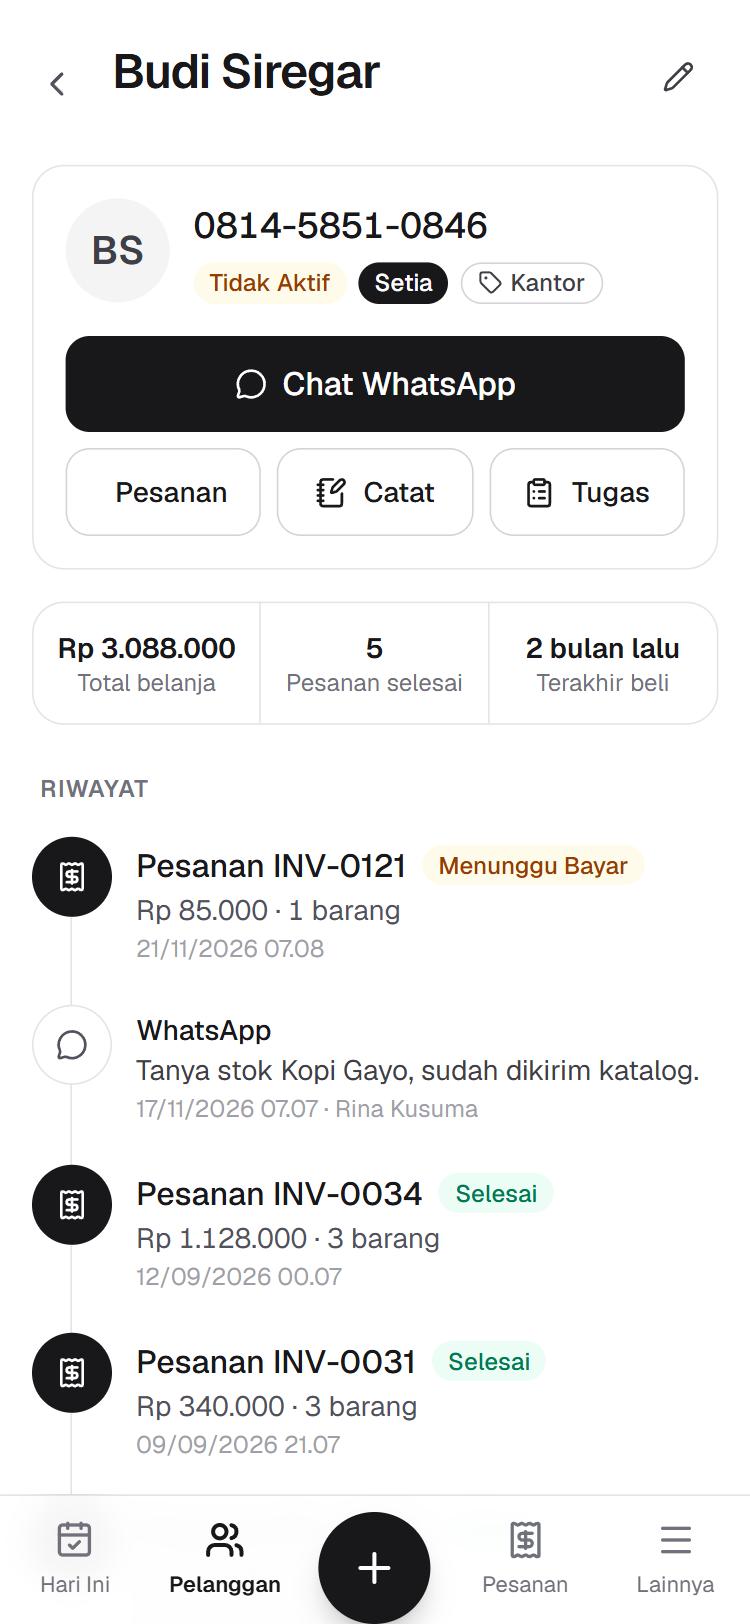 Budi Siregar
BS
0814-5851-0846
Tidak Aktif Setia Kantor
Chat WhatsApp
Pesanan Catat Tugas
Rp 3.088.000 5 2 bulan lalu
Total belanja Pesanan selesai Terakhir beli
RIWAYAT
Pesanan INV-0121 Menunggu Bayar
Rp 85.000 · 1 barang
21/11/2026 07.08
WhatsApp
Tanya stok Kopi Gayo, sudah dikirim katalog.
17/11/2026 07.07 · Rina Kusuma
Pesanan INV-0034 Selesai
Rp 1.128.000 · 3 barang
12/09/2026 00.07
Pesanan INV-0031 Selesai
Rp 340.000 · 3 barang
09/09/2026 21.07
Hari Ini Pelanggan Pesanan Lainnya